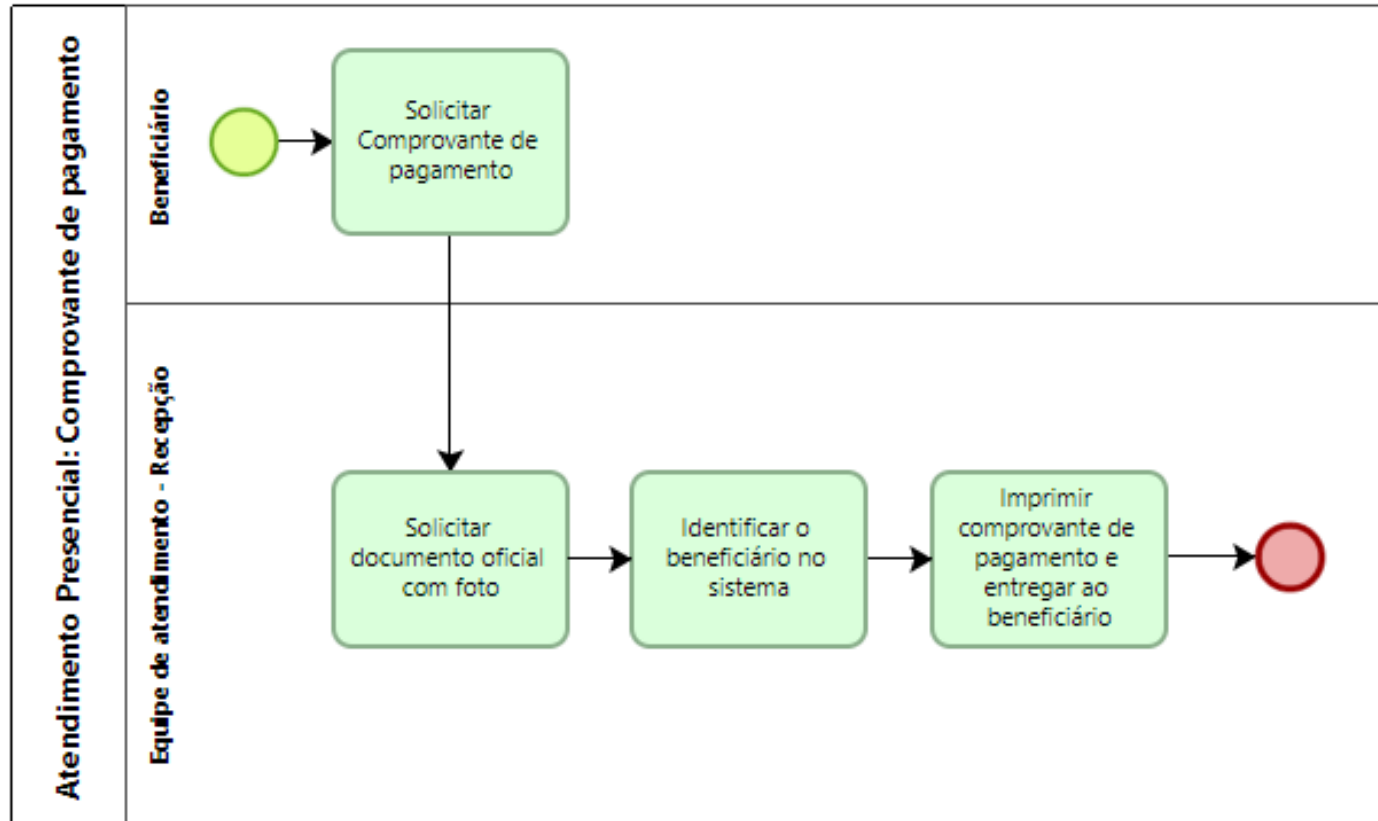 Atendimento Presencial: Comprovante de pagamento
Beneficiário
Solicitar
Comprovante de
pagamento
Equipe de atendimento - Recepção
Solicitar
documento oficial
com foto
Identificar o
beneficiário no
sistema
Imprimir
comprovante de
pagamento e
entregar ao
beneficiário